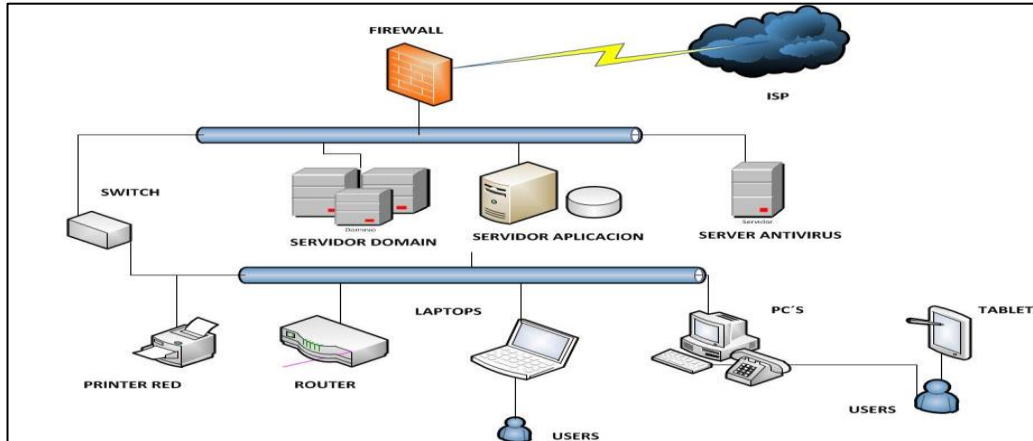 FIREWALL
ISP
SWITCH
Dominio
SERVIDOR DOMAIN
SERVIDOR APLICACION
Servidor
SERVER ANTIVIRUS
LAPTOPS
PC´S
TABLET
PRINTER RED
ROUTER
USERS
USERS